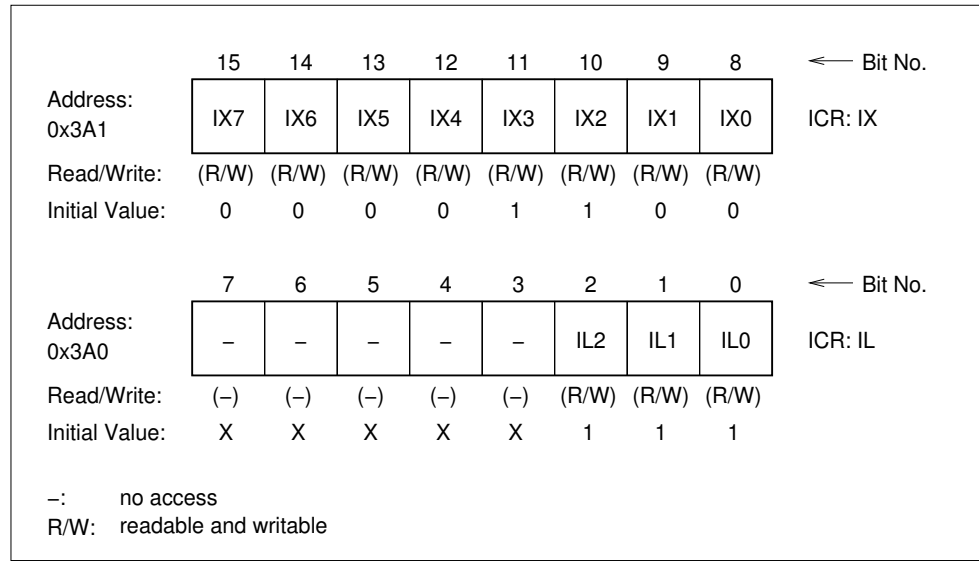 15 14 13 12 11 10 9 8 Bit No.
Address:
0x3A1
IX7 IX6 IX5 IX4 IX3 IX2 IX1 IX0 ICR: IX
Read/Write: (R/W) (R/W) (R/W) (R/W) (R/W) (R/W) (R/W) (R/W)
Initial Value: 0 0 0 0 1 1 0 0
7 6 5 4 3 2 1 0 Bit No.
Address:
0x3A0
– – – – – IL2 IL1 IL0 ICR: IL
Read/Write: (–) (–) (–) (–) (–) (R/W) (R/W) (R/W)
Initial Value: X X X X X 1 1 1
–: no access
R/W: readable and writable